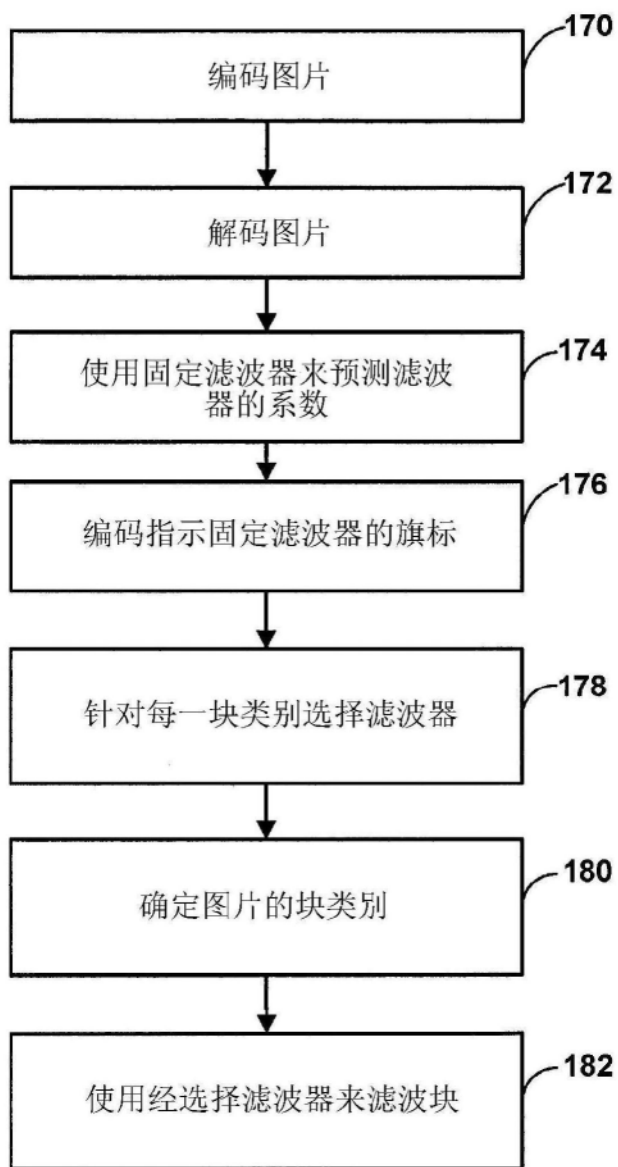 170
编码图片
172
解码图片
174
使用固定滤波器来预测滤波
器的系数
176
编码指示固定滤波器的旗标
178
针对每一块类别选择滤波器
180
确定图片的块类别
182
使用经选择滤波器来滤波块